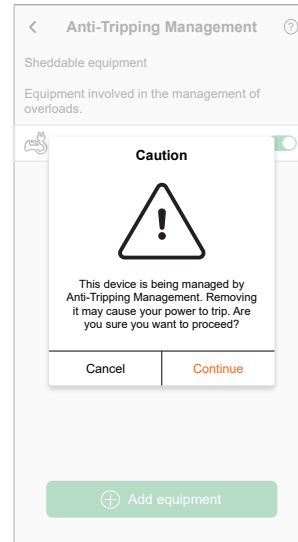 Anti-Tripping Management
Sheddable equipment
Equipment involved in the management of
overloads.
Caution
This device is being managed by
Anti-Tripping Management. Removing
it may cause your power to trip. Are
you sure you want to proceed?
Cancel Continue
Add equipment